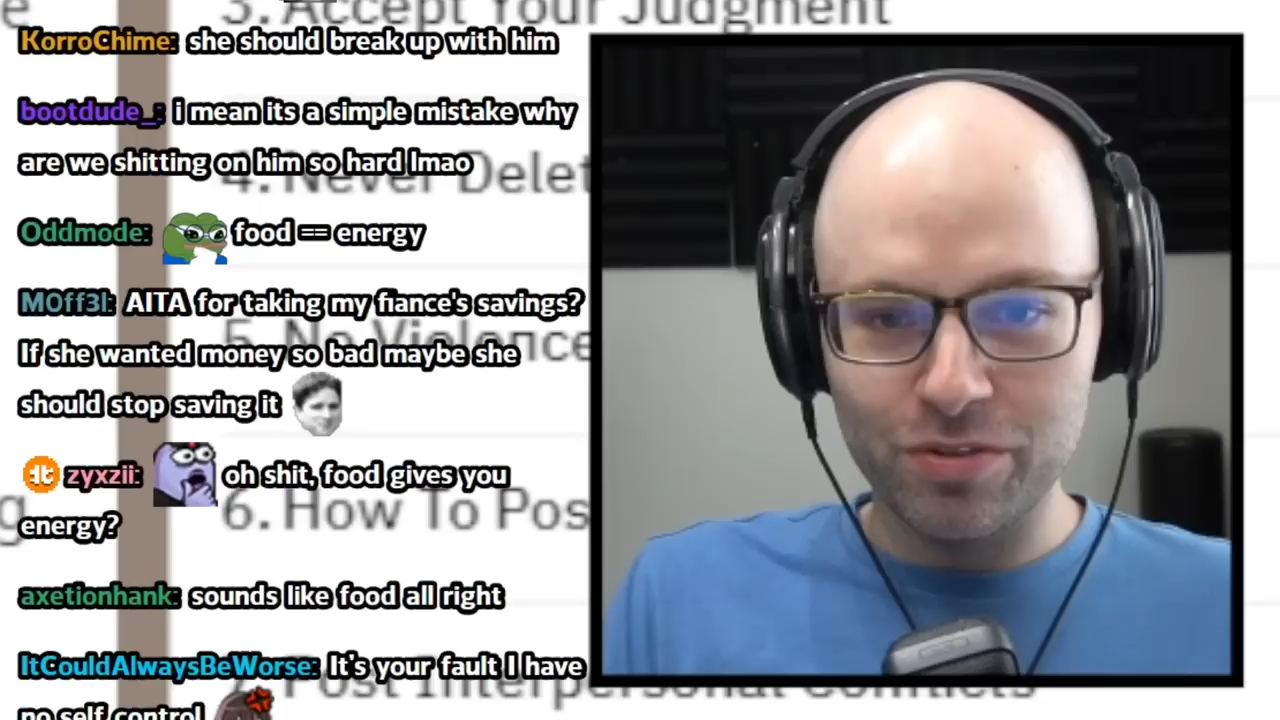 3. Accept Your Judgment
KorroChime: she should break up with him
bootdude_: i mean its a simple mistake why
are we shitting on him so hard lmao
4. Never Delet
Oddmode: food == energy
M0ff3l: AITA for taking my fiance's savings?
If she wanted money so bad maybe she
should stop saving it
5. No Violence
zyxzii: oh shit, food gives you
energy?
6. How To Pos
axetionhank: sounds like food all right
ItCouldAlwaysBeWorse: It's your fault I have
no self control
7. Post Interpersonal Conflicts